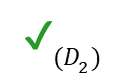 ✓ (D₂)